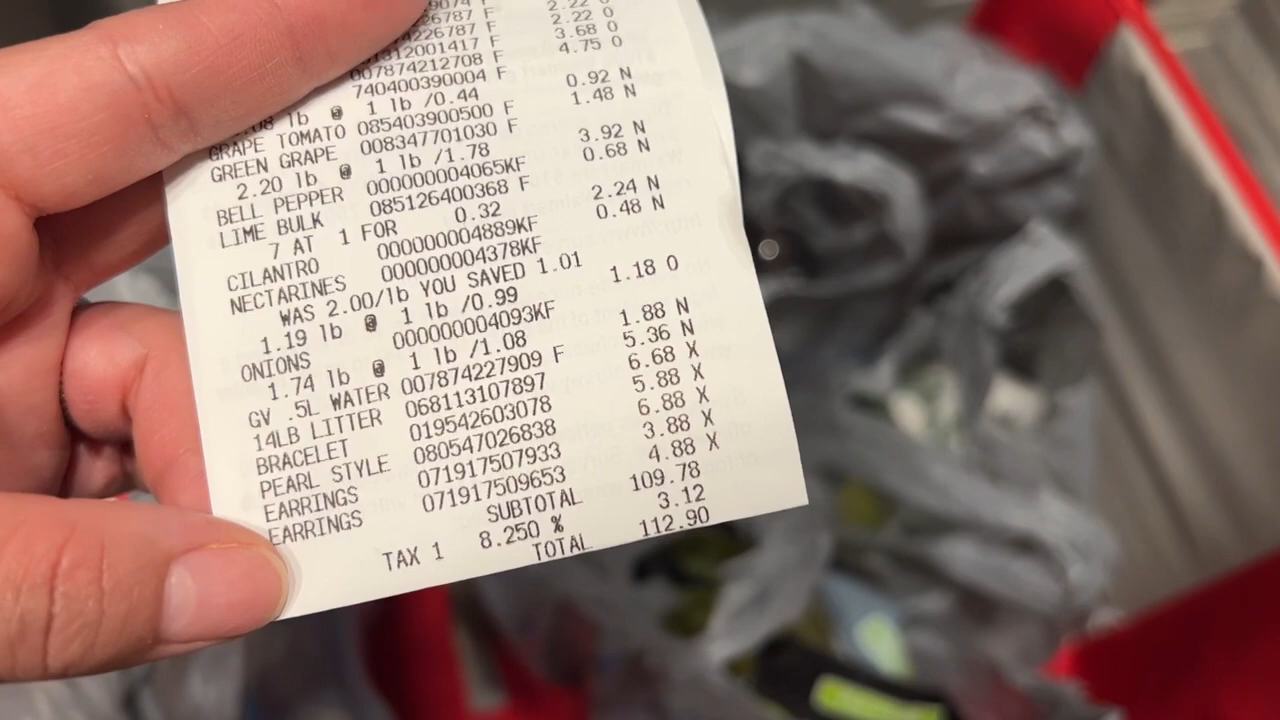 9074 F 2.22 O
6787 F 2.22 O
4226787 F 3.68 O
01312001417 F 4.75 O
007874212708 F
740400390004 F 0.92 N
.08 lb @ 1 lb /0.44 1.48 N
GRAPE TOMATO 085403900500 F
GREEN GRAPE 008347701030 F 3.92 N
2.20 lb @ 1 lb /1.78 0.68 N
BELL PEPPER 000000004065KF
LIME BULK 085126400368 F 2.24 N
7 AT 1 FOR 0.32 0.48 N
CILANTRO 000000004889KF
NECTARINES 000000004378KF
WAS 2.00/lb YOU SAVED 1.01
1.19 lb @ 1 lb /0.99 1.18 O
ONIONS 000000004093KF
1.74 lb @ 1 lb /1.08 1.88 N
GV .5L WATER 007874227909 F 5.36 N
14LB LITTER 068113107897 6.68 X
BRACELET 019542603078 5.88 X
PEARL STYLE 080547026838 6.88 X
EARRINGS 071917507933 3.88 X
EARRINGS 071917509653 4.88 X
SUBTOTAL 109.78
TAX 1 8.250 % 3.12
TOTAL 112.90